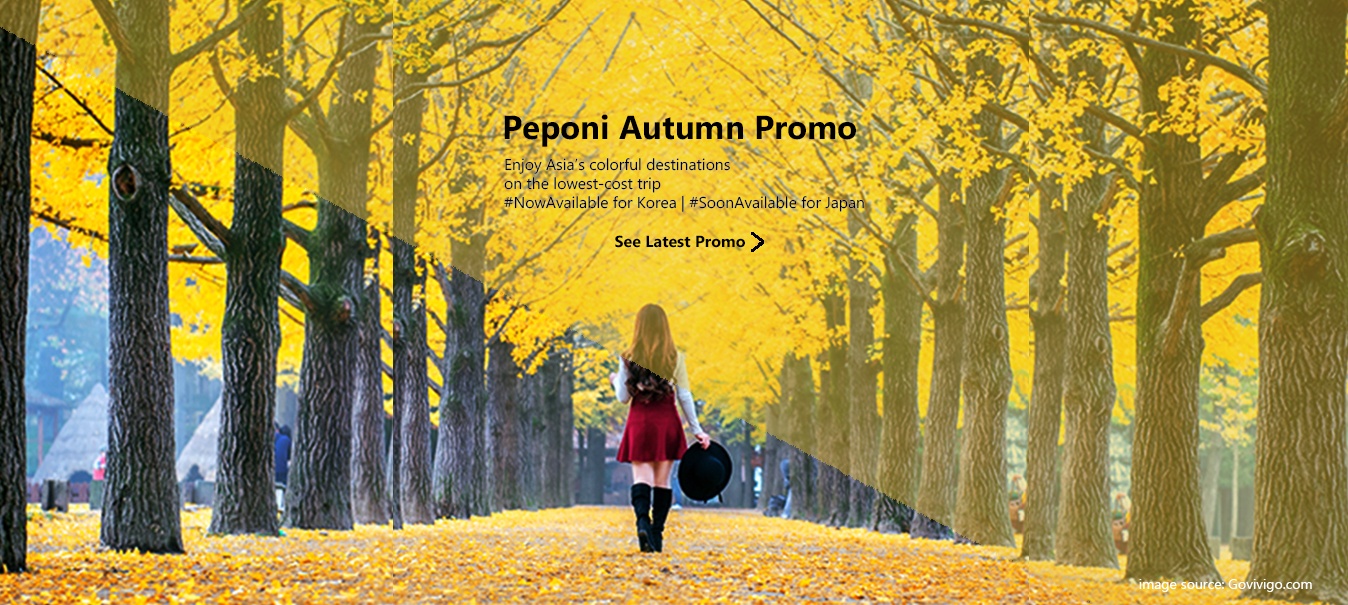 Peponi Autumn Promo
Enjoy Asia's colorful destinations
on the lowest-cost trip
#NowAvailable for Korea | #SoonAvailable for Japan
See Latest Promo
image source: Govivigo.com